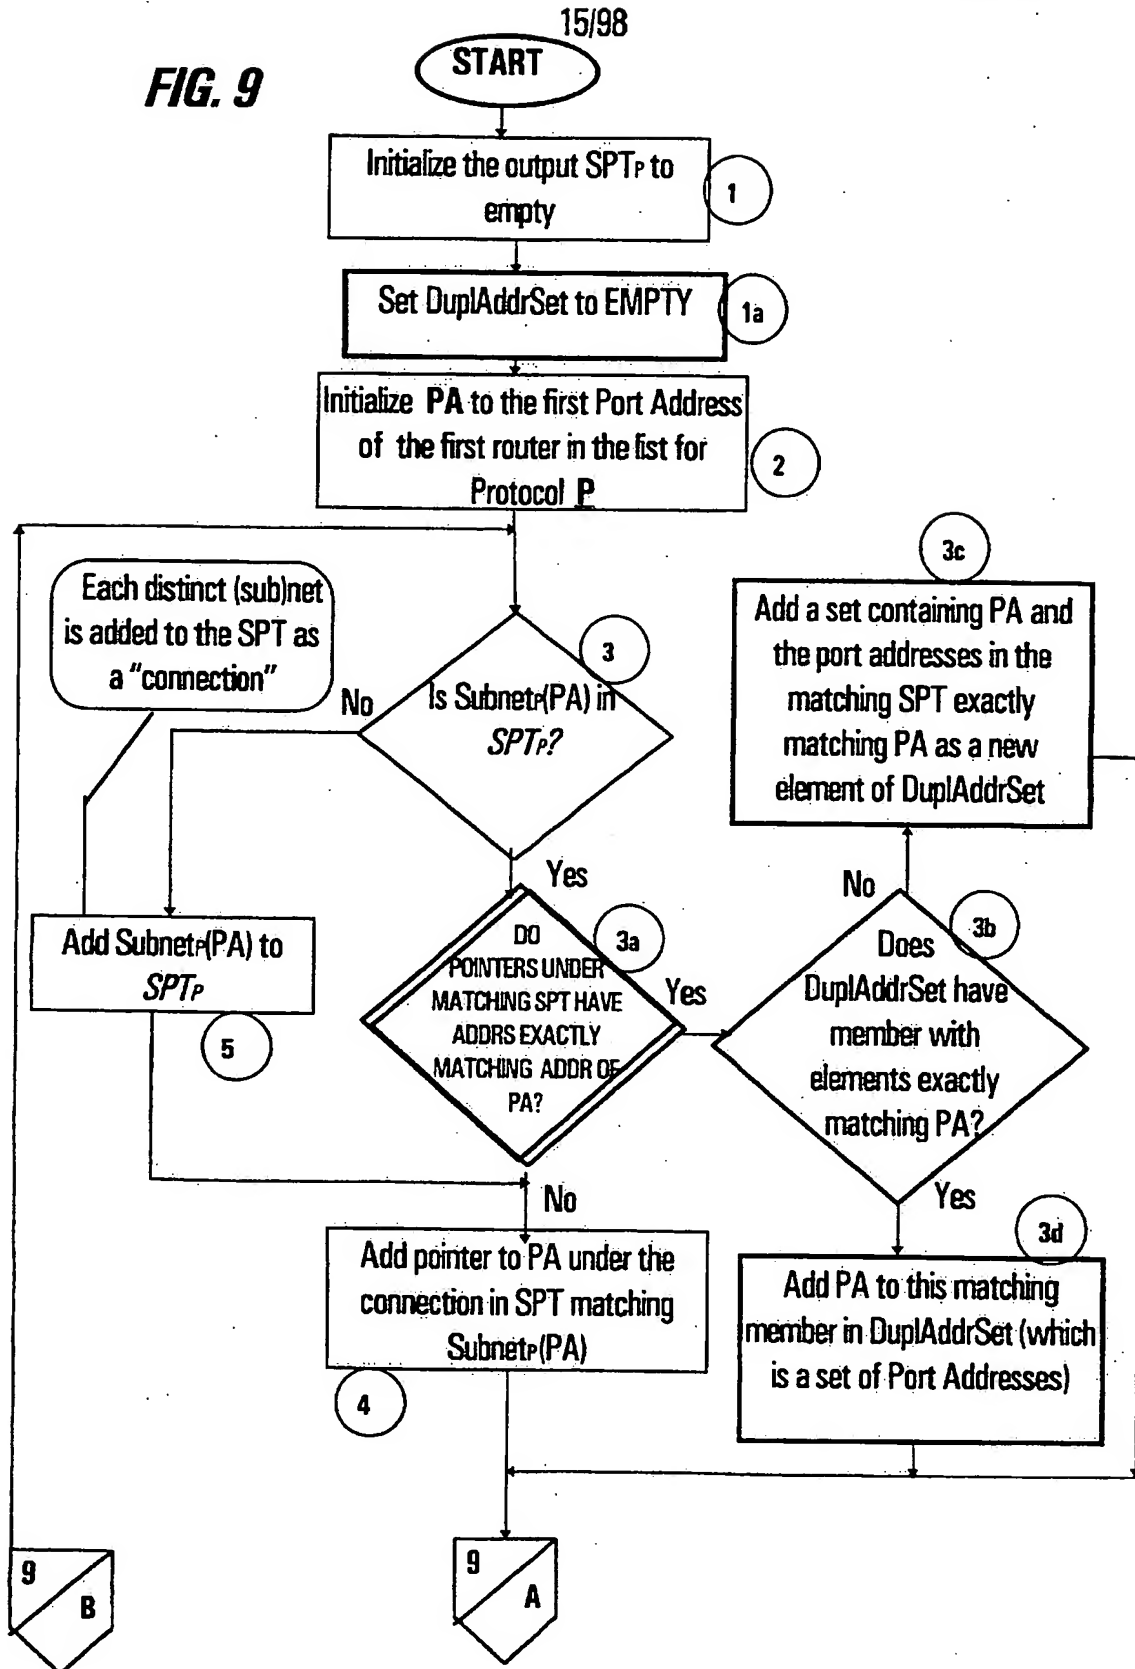 15/98
FIG. 9
START
Initialize the output SPTP to
empty
1
Set DuplAddrSet to EMPTY
1a
Initialize PA to the first Port Address
of the first router in the list for
Protocol P
2
Each distinct (sub)net
is added to the SPT as
a "connection"
3
Is SubnetP(PA) in
SPTP?
No
Yes
3c
Add a set containing PA and
the port addresses in the
matching SPT exactly
matching PA as a new
element of DuplAddrSet
Add SubnetP(PA) to
SPTP
5
3a
DO
POINTERS UNDER
MATCHING SPT HAVE
ADDRS EXACTLY
MATCHING ADDR OF
PA?
Yes
No
No
3b
Does
DuplAddrSet have
member with
elements exactly
matching PA?
Yes
Add pointer to PA under the
connection in SPT matching
SubnetP(PA)
4
3d
Add PA to this matching
member in DuplAddrSet (which
is a set of Port Addresses)
9
B
9
A